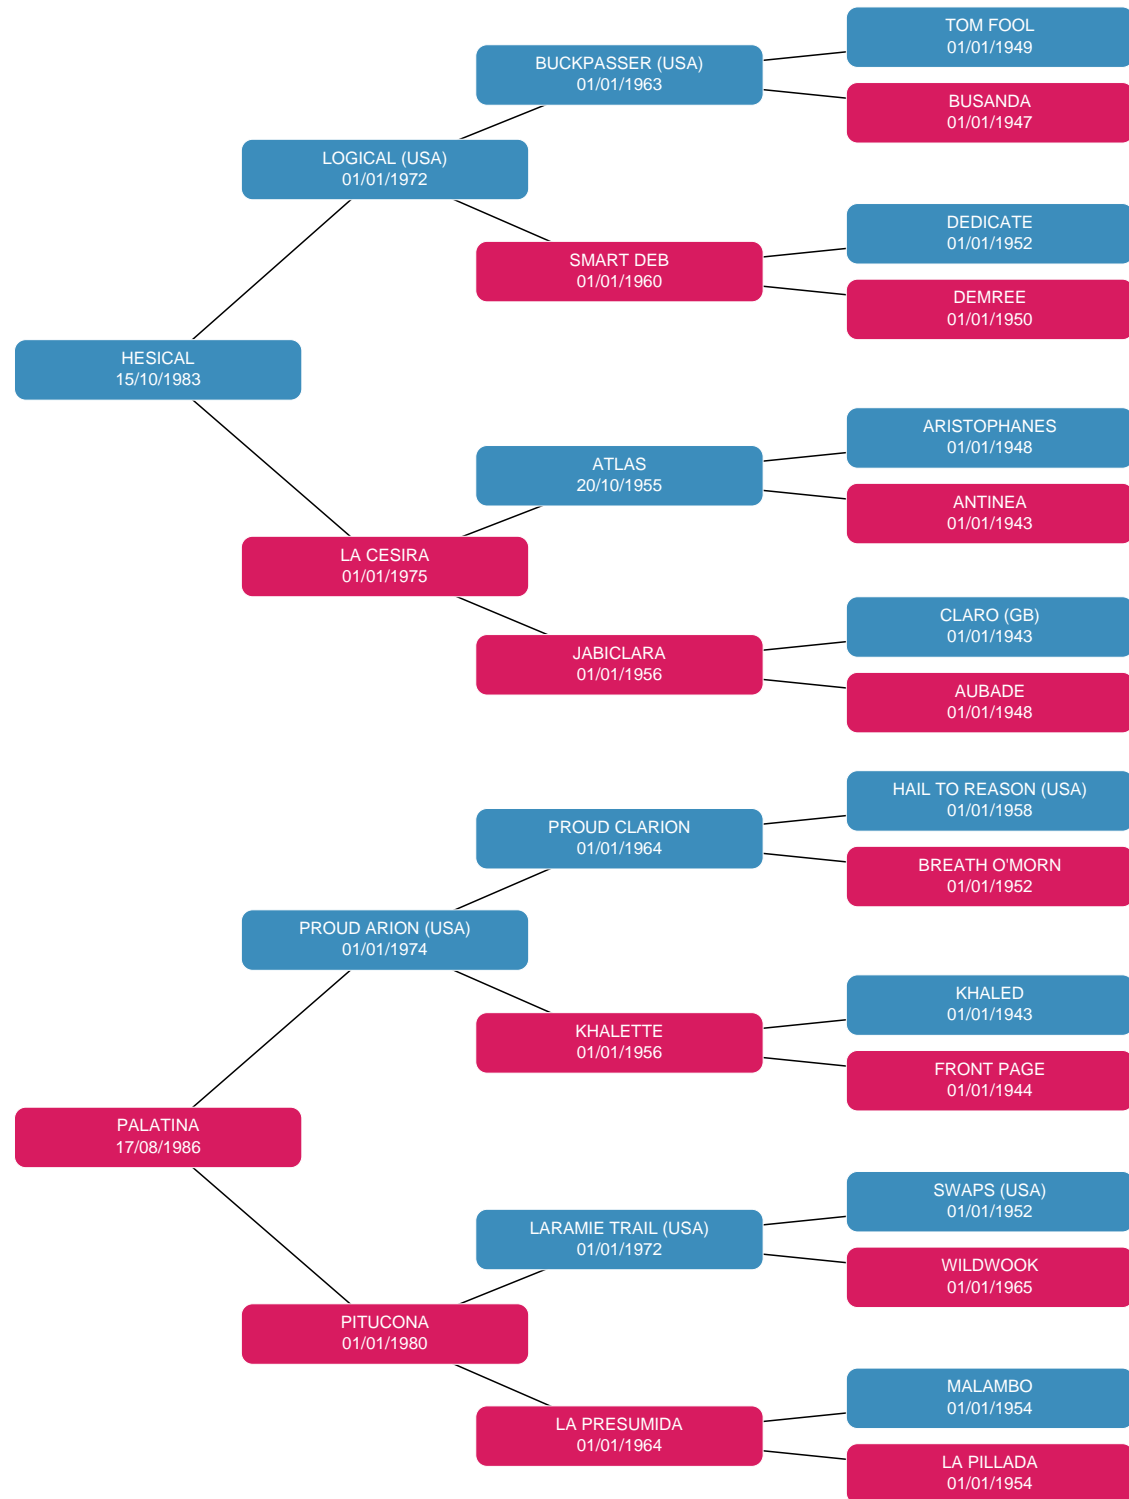 TOM FOOL
01/01/1949
BUCKPASSER (USA)
01/01/1963
BUSANDA
01/01/1947
LOGICAL (USA)
01/01/1972
DEDICATE
01/01/1952
SMART DEB
01/01/1960
DEMREE
01/01/1950
HESICAL
15/10/1983
ARISTOPHANES
01/01/1948
ATLAS
20/10/1955
ANTINEA
01/01/1943
LA CESIRA
01/01/1975
CLARO (GB)
01/01/1943
JABICLARA
01/01/1956
AUBADE
01/01/1948
HAIL TO REASON (USA)
01/01/1958
PROUD CLARION
01/01/1964
BREATH O'MORN
01/01/1952
PROUD ARION (USA)
01/01/1974
KHALED
01/01/1943
KHALETTE
01/01/1956
FRONT PAGE
01/01/1944
PALATINA
17/08/1986
SWAPS (USA)
01/01/1952
LARAMIE TRAIL (USA)
01/01/1972
WILDWOOK
01/01/1965
PITUCONA
01/01/1980
MALAMBO
01/01/1954
LA PRESUMIDA
01/01/1964
LA PILLADA
01/01/1954